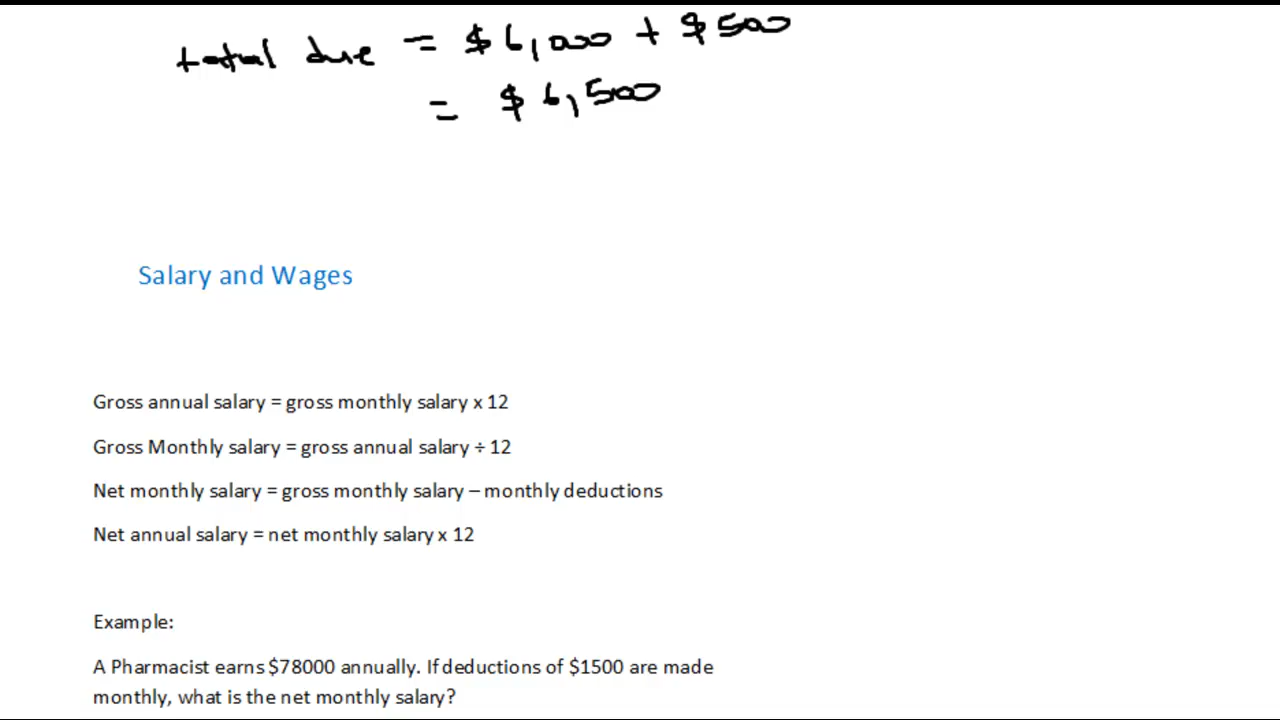 total due = $6,000 + $500
= $6,500
Salary and Wages
Gross annual salary = gross monthly salary x 12
Gross Monthly salary = gross annual salary ÷ 12
Net monthly salary = gross monthly salary – monthly deductions
Net annual salary = net monthly salary x 12
Example:
A Pharmacist earns $78000 annually. If deductions of $1500 are made
monthly, what is the net monthly salary?